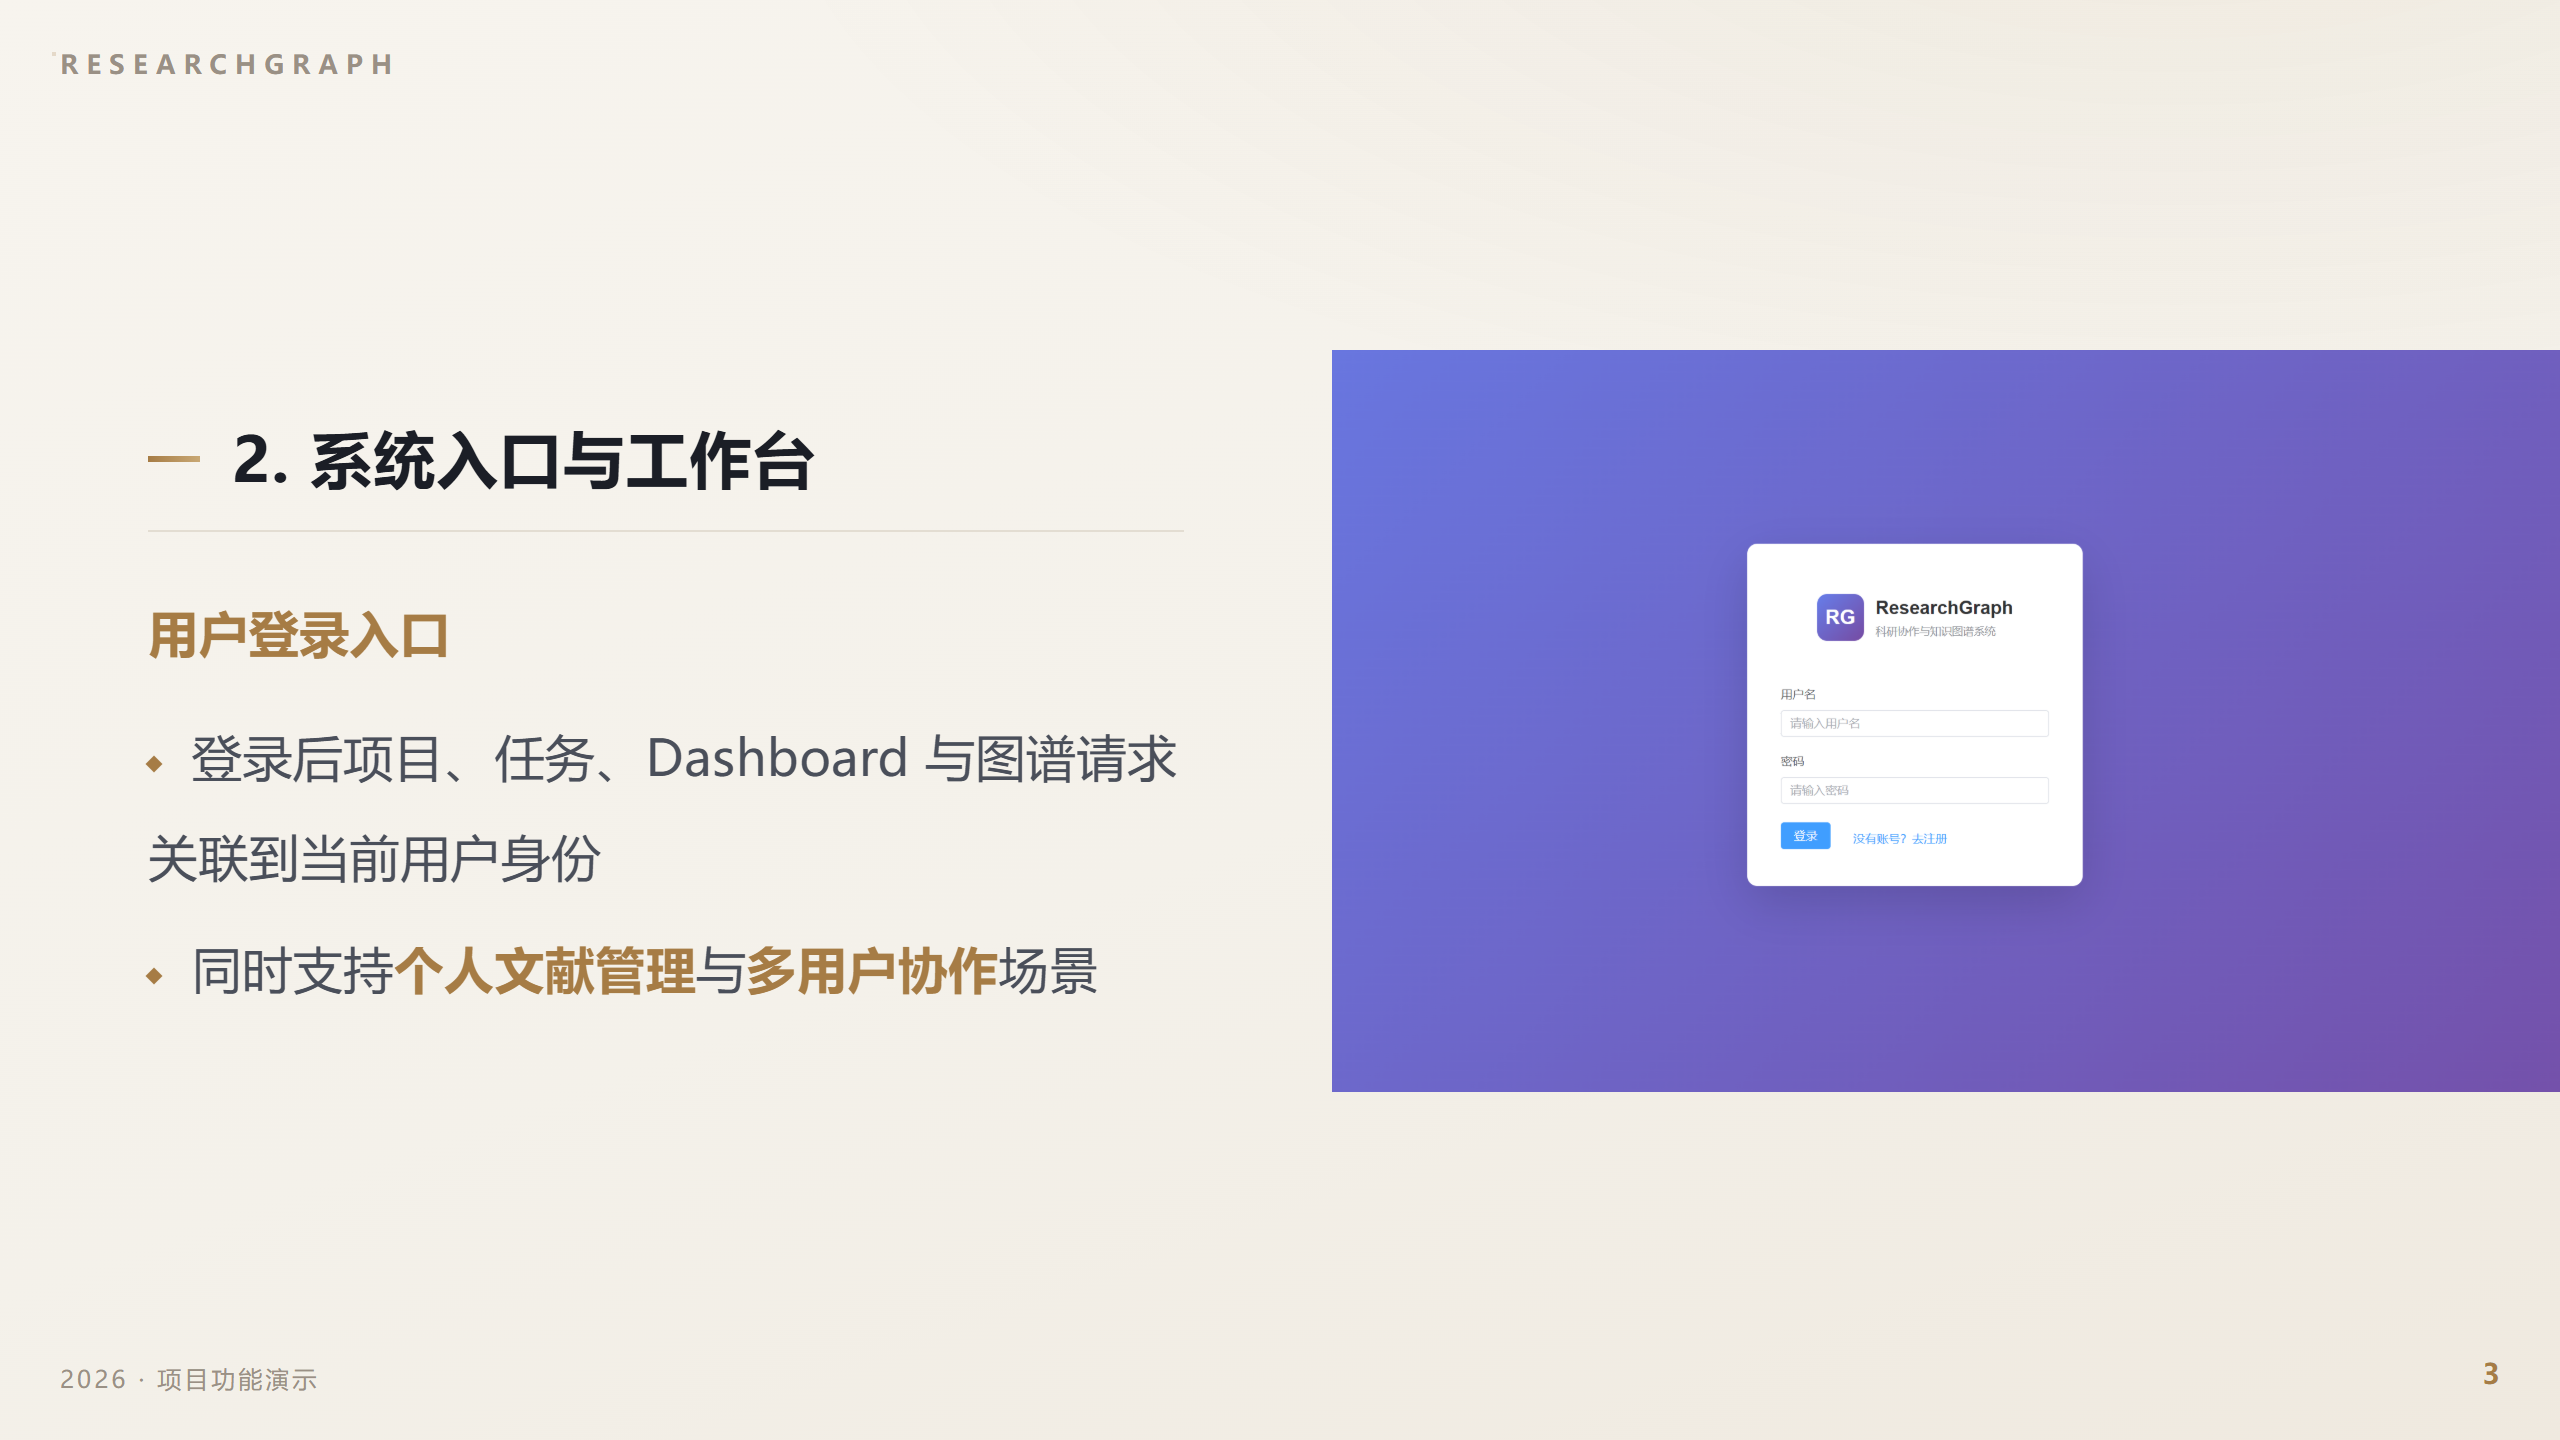 RESEARCHGRAPH
2. 系统入口与工作台
用户登录入口
◆ 登录后项目、任务、Dashboard 与图谱请求
关联到当前用户身份
◆ 同时支持个人文献管理与多用户协作场景
RG
ResearchGraph
科研协作与知识图谱系统
用户名
请输入用户名
密码
请输入密码
登录 没有账号？去注册
2026 · 项目功能演示
3